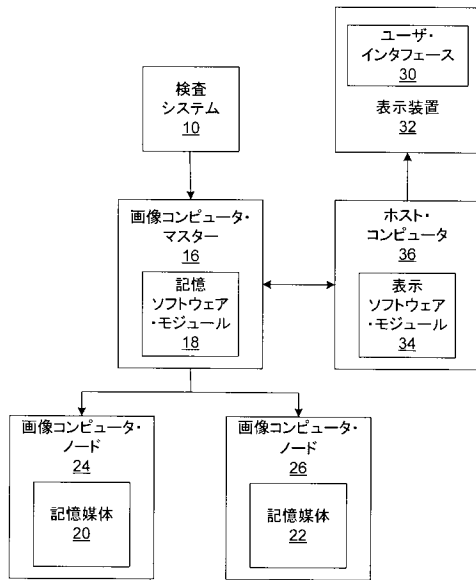 ユーザ・
インタフェース
30
表示装置
32
検査
システム
10
画像コンピュータ・
マスター
16
記憶
ソフトウェア
・モジュール
18
ホスト・
コンピュータ
36
表示
ソフトウェア
・モジュール
34
画像コンピュータ・
ノード
24
記憶媒体
20
画像コンピュータ・
ノード
26
記憶媒体
22